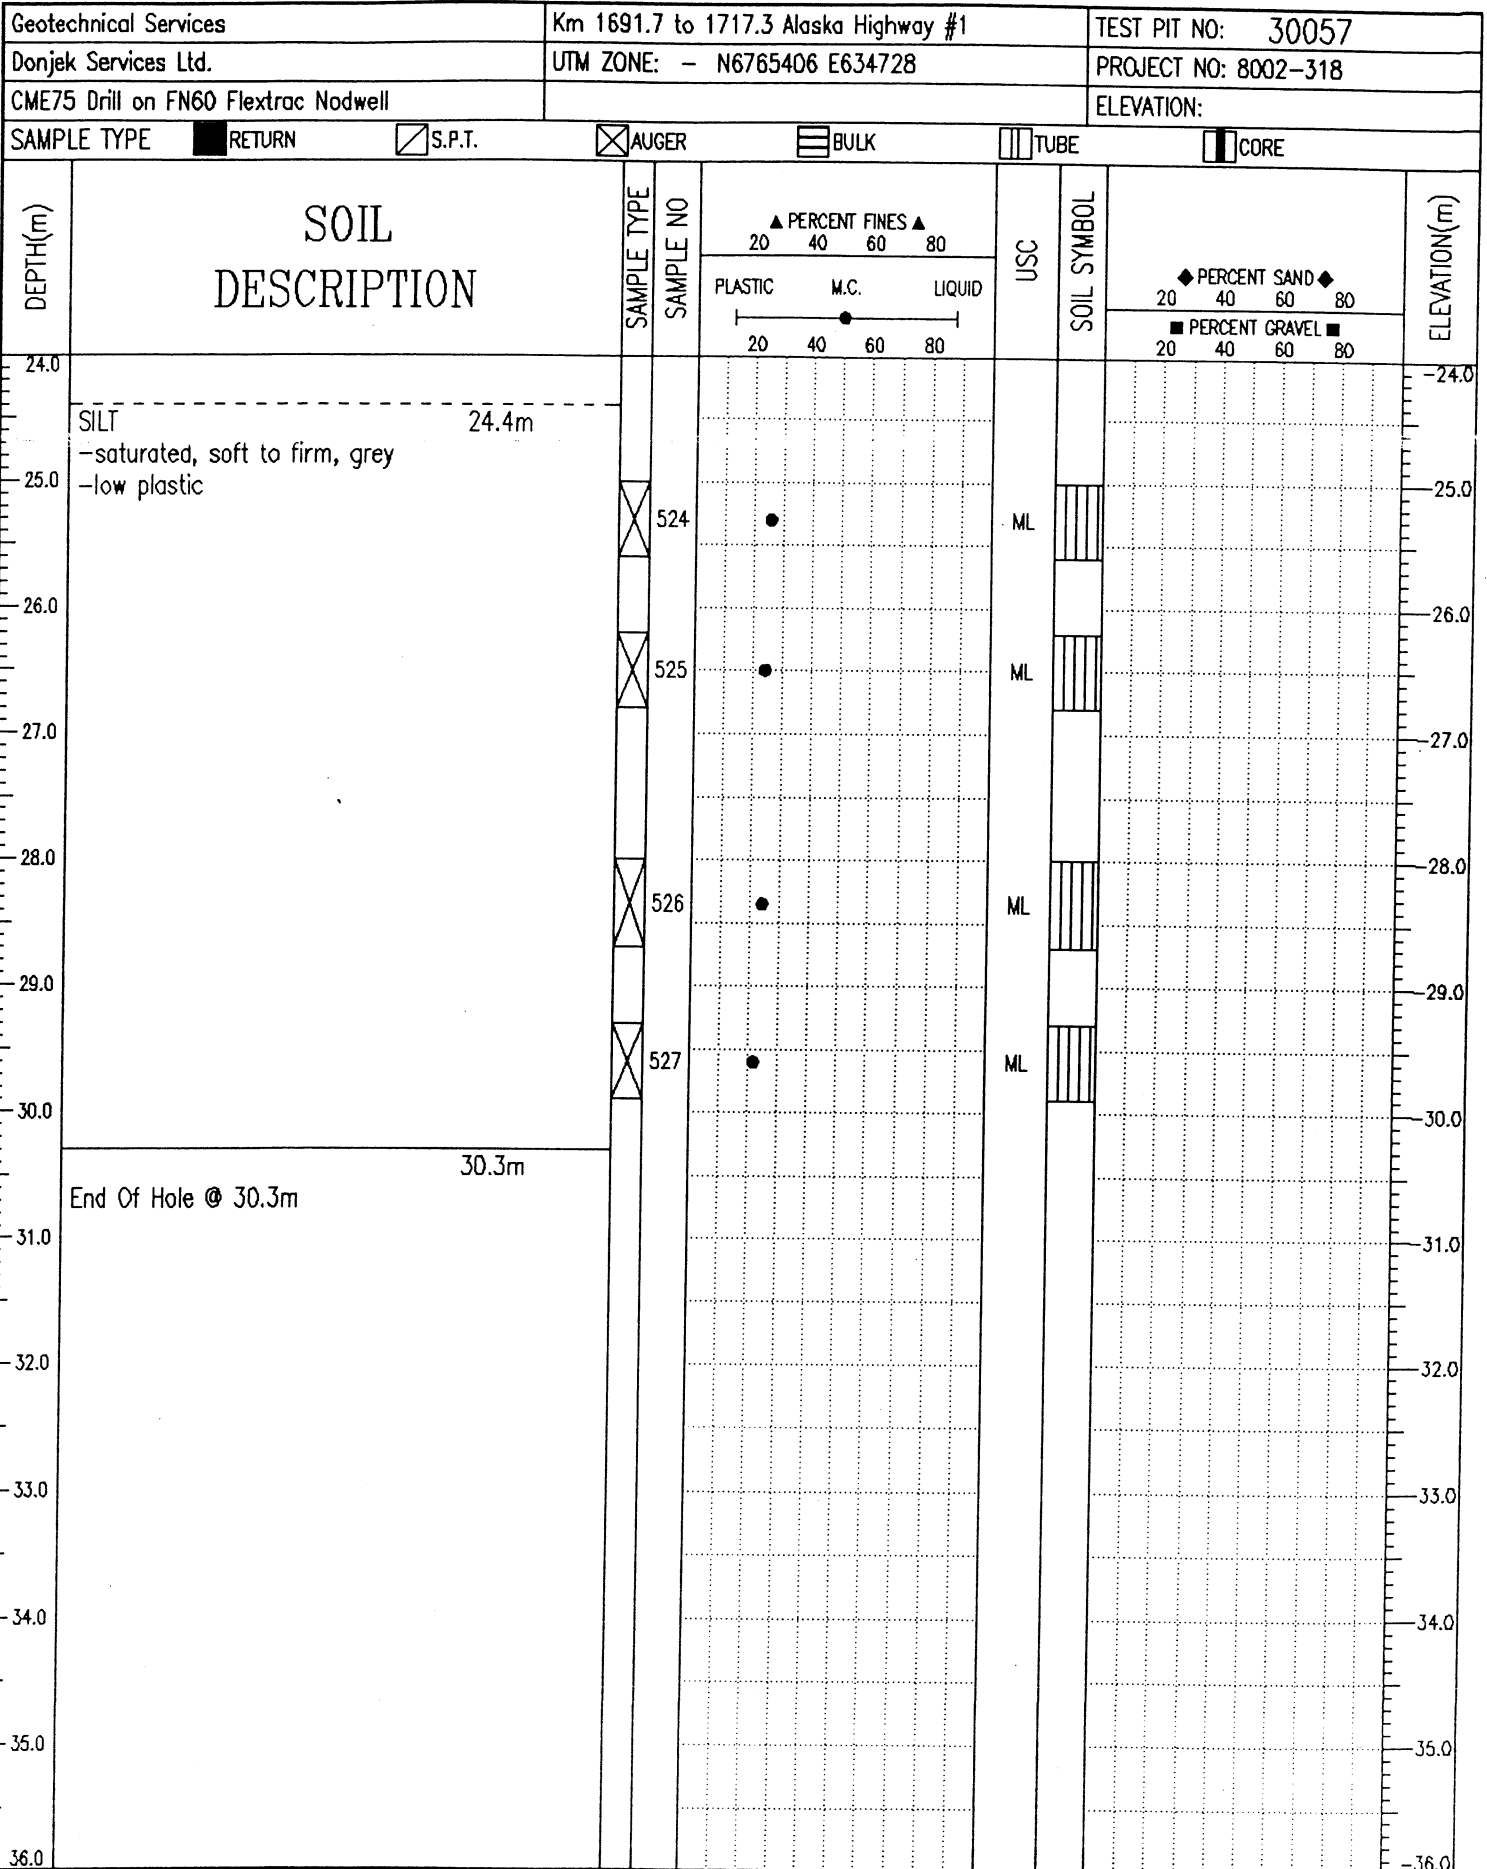 Geotechnical Services
Km 1691.7 to 1717.3 Alaska Highway #1
TEST PIT NO: 30057
Donjek Services Ltd.
UTM ZONE: - N6765406 E634728
PROJECT NO: 8002-318
CME75 Drill on FN60 Flextrac Nodwell
ELEVATION:
SAMPLE TYPE RETURN S.P.T. AUGER BULK TUBE CORE
DEPTH(m)
SOIL
DESCRIPTION
SAMPLE TYPE
SAMPLE NO
▲ PERCENT FINES ▲
20 40 60 80
PLASTIC M.C. LIQUID
20 40 60 80
USC
SOIL SYMBOL
◆ PERCENT SAND ◆
20 40 60 80
■ PERCENT GRAVEL ■
20 40 60 80
ELEVATION(m)
24.0
-24.0
SILT 24.4m
-saturated, soft to firm, grey
-low plastic
25.0
-25.0
524 ML
26.0
-26.0
525 ML
27.0
-27.0
28.0
-28.0
526 ML
29.0
-29.0
527 ML
30.0
-30.0
30.3m
End Of Hole @ 30.3m
31.0
-31.0
32.0
-32.0
33.0
-33.0
34.0
-34.0
35.0
-35.0
36.0
-36.0